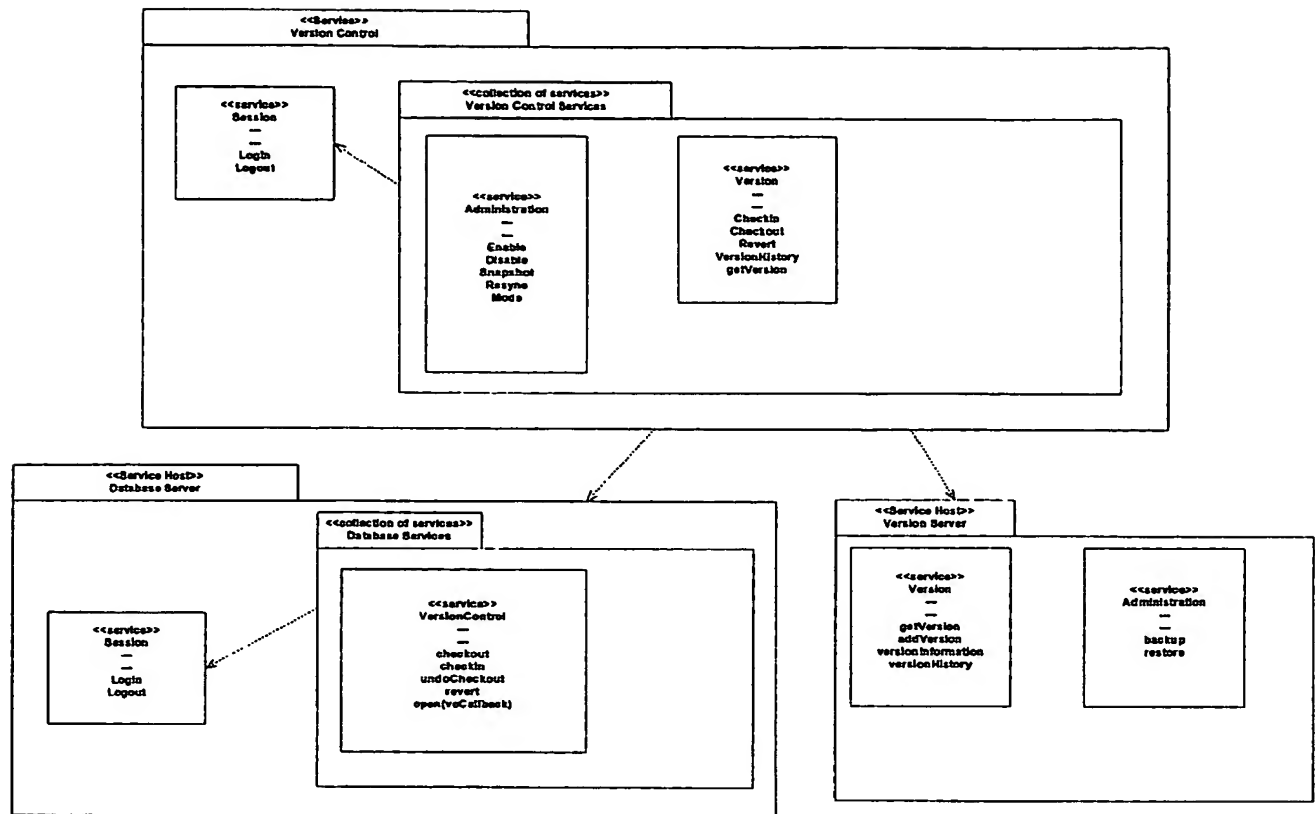 <<Service>>
Version Control
<<service>>
Session
—
—
Login
Logout
<<collection of services>>
Version Control Services
<<service>>
Administration
—
—
Enable
Disable
Snapshot
Resync
Mode
<<service>>
Version
—
—
Checkin
Checkout
Revert
VersionHistory
getVersion
<<Service Host>>
Database Server
<<service>>
Session
—
—
Login
Logout
<<collection of services>>
Database Services
<<service>>
VersionControl
—
—
checkout
checkin
undoCheckout
revert
open(vcCallback)
<<Service Host>>
Version Server
<<service>>
Version
—
—
getVersion
addVersion
versionInformation
versionHistory
<<service>>
Administration
—
—
backup
restore